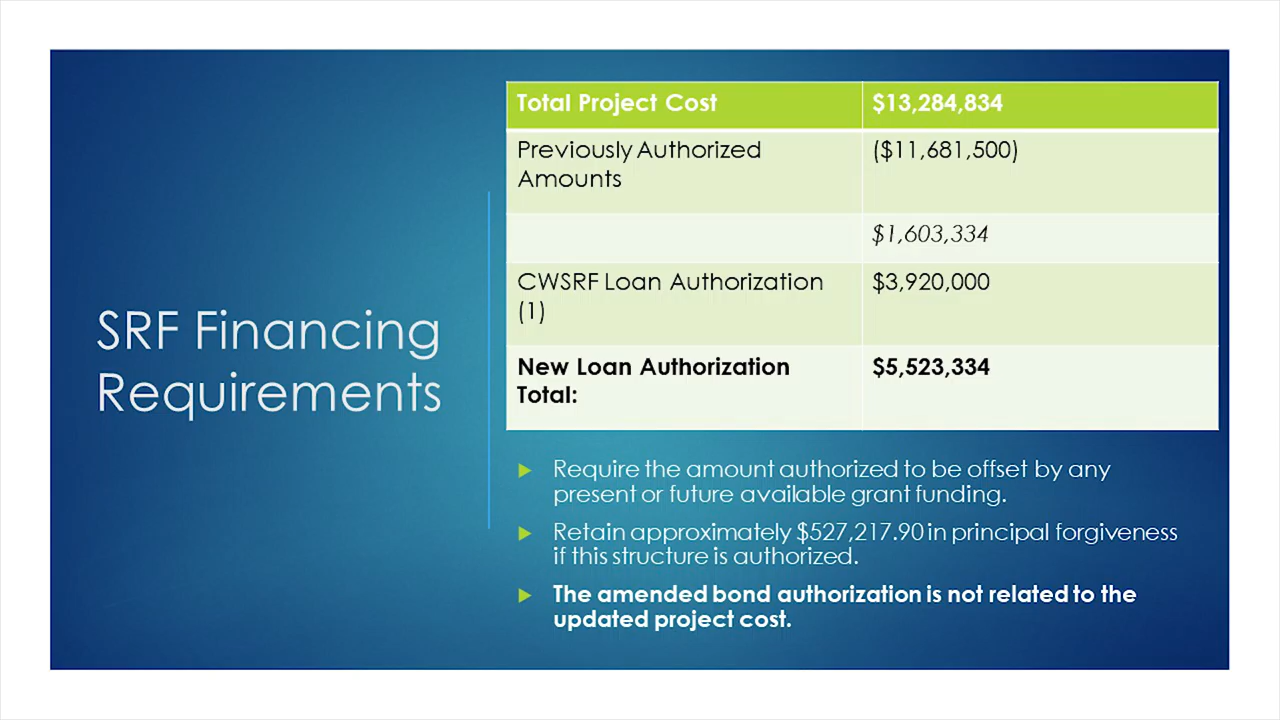 SRF Financing
Requirements
Total Project Cost $13,284,834
Previously Authorized ($11,681,500)
Amounts
$1,603,334
CWSRF Loan Authorization $3,920,000
(1)
New Loan Authorization $5,523,334
Total:
Require the amount authorized to be offset by any
present or future available grant funding.
Retain approximately $527,217.90 in principal forgiveness
if this structure is authorized.
The amended bond authorization is not related to the
updated project cost.